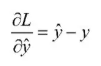 ∂L/∂ŷ = ŷ − y